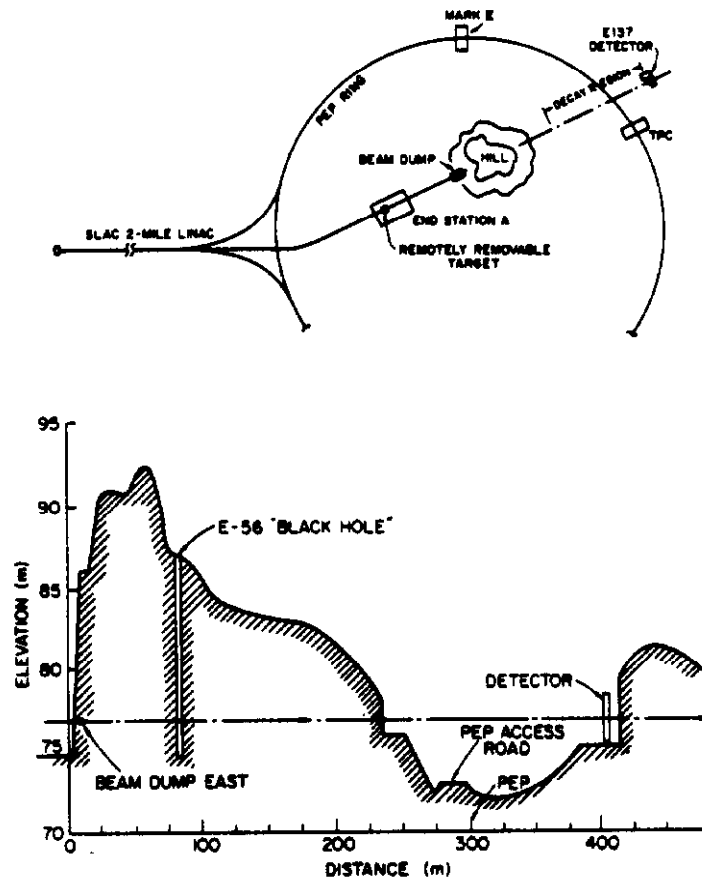 MARK II
E137
DETECTOR
DECAY REGION
PEP RING
TPC
HILL
BEAM DUMP
END STATION A
SLAC 2-MILE LINAC
REMOTELY REMOVABLE
TARGET
95
90
85
80
75
70
ELEVATION (m)
E-56 "BLACK HOLE"
DETECTOR
PEP ACCESS
ROAD
BEAM DUMP EAST
PEP
0
100
200
300
400
DISTANCE (m)